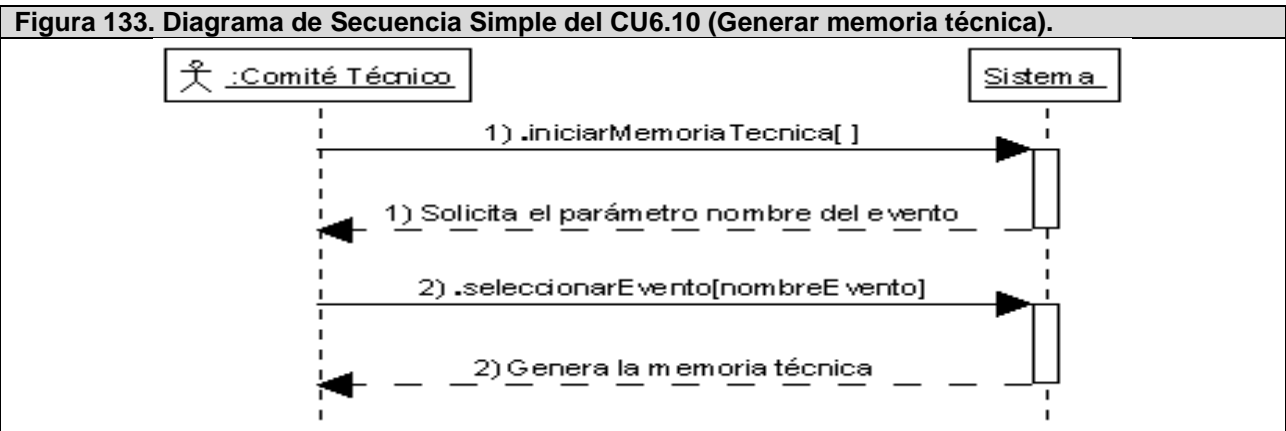 Figura 133. Diagrama de Secuencia Simple del CU6.10 (Generar memoria técnica).
:Comité Técnico
Sistema
1) .iniciarMemoriaTecnica[ ]
1) Solicita el parámetro nombre del evento
2) .seleccionarEvento[nombreEvento]
2) Genera la memoria técnica